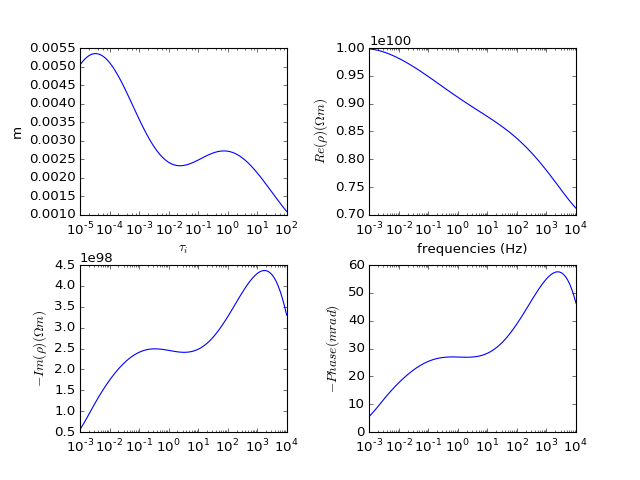 0.0055
0.0050
0.0045
0.0040
0.0035
0.0030
0.0025
0.0020
0.0015
0.0010
m
10^-5 10^-4 10^-3 10^-2 10^-1 10^0 10^1 10^2
τ_i
1e100
1.00
0.95
0.90
0.85
0.80
0.75
0.70
Re(ρ)(Ωm)
10^-3 10^-2 10^-1 10^0 10^1 10^2 10^3 10^4
frequencies (Hz)
1e98
4.5
4.0
3.5
3.0
2.5
2.0
1.5
1.0
0.5
−Im(ρ)(Ωm)
10^-3 10^-2 10^-1 10^0 10^1 10^2 10^3 10^4
60
50
40
30
20
10
0
−Phase(mrad)
10^-3 10^-2 10^-1 10^0 10^1 10^2 10^3 10^4